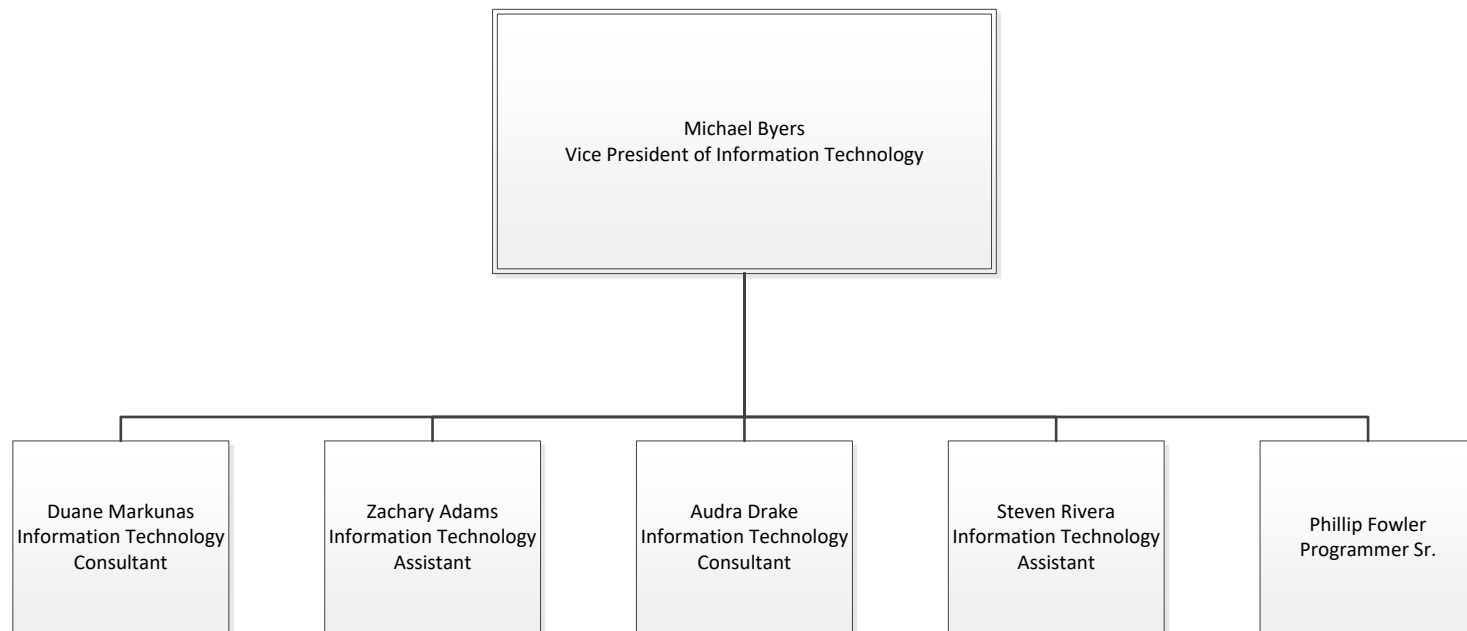 Michael Byers
Vice President of Information Technology
Duane Markunas
Information Technology
Consultant
Zachary Adams
Information Technology
Assistant
Audra Drake
Information Technology
Consultant
Steven Rivera
Information Technology
Assistant
Phillip Fowler
Programmer Sr.